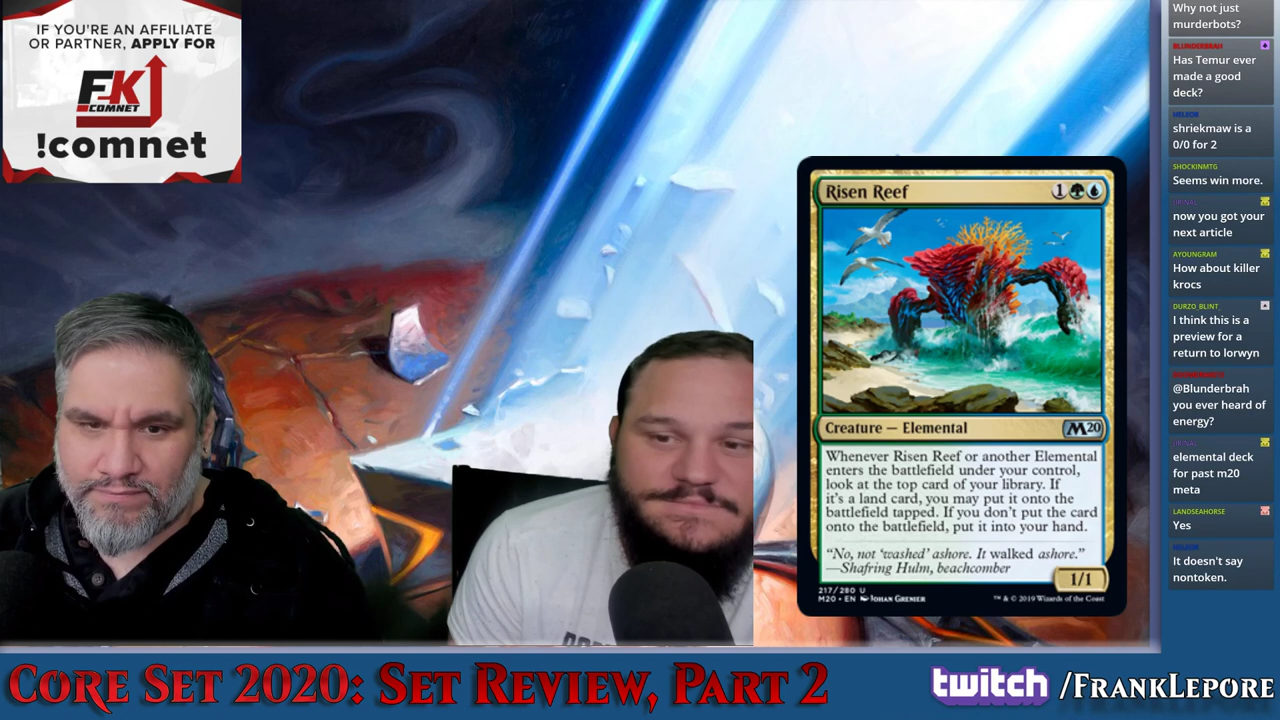 IF YOU'RE AN AFFILIATE
OR PARTNER, APPLY FOR
FK
COMNET
!comnet
Risen Reef
1
Creature — Elemental
M20
Whenever Risen Reef or another Elemental
enters the battlefield under your control,
look at the top card of your library. If
it's a land card, you may put it onto the
battlefield tapped. If you don't put the card
onto the battlefield, put it into your hand.
"No, not 'washed' ashore. It walked ashore."
—Shafring Hulm, beachcomber
1/1
217/280 U
M20 • EN JOHAN GRENIER
™ & © 2019 Wizards of the Coast
Why not just
murderbots?
BLUNDERBRAH
Has Temur ever
made a good
deck?
shriekmaw is a
0/0 for 2
SHOCKINMTG
Seems win more.
now you got your
next article
AYOUNGRAM
How about killer
krocs
DURZO_BLINT_
I think this is a
preview for a
return to lorwyn
@Blunderbrah
you ever heard of
energy?
elemental deck
for past m20
meta
LANDSEAHORSE
Yes
It doesn't say
nontoken.
CORE SET 2020: SET REVIEW, PART 2
twitch /FRANKLEPORE